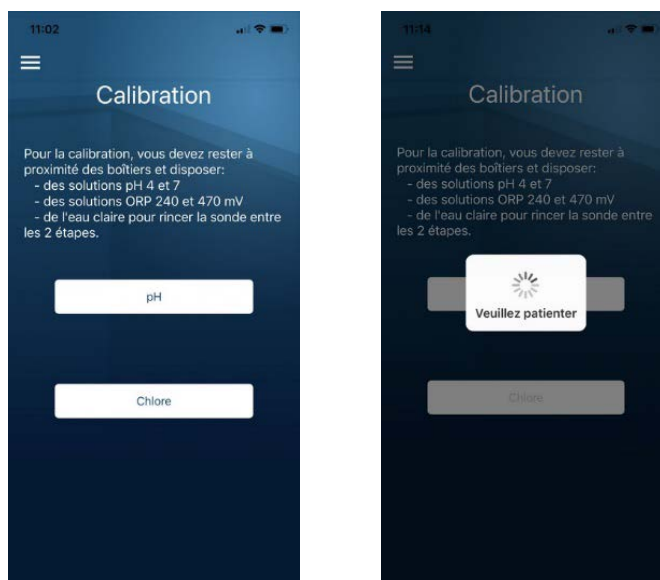 11:02
Calibration
Pour la calibration, vous devez rester à
proximité des boîtiers et disposer:
- des solutions pH 4 et 7
- des solutions ORP 240 et 470 mV
- de l'eau claire pour rincer la sonde entre
les 2 étapes.
pH
Chlore
11:14
Calibration
Pour la calibration, vous devez rester à
proximité des boîtiers et disposer:
- des solutions pH 4 et 7
- des solutions ORP 240 et 470 mV
- de l'eau claire pour rincer la sonde entre
les 2 étapes.
Veuillez patienter
Chlore